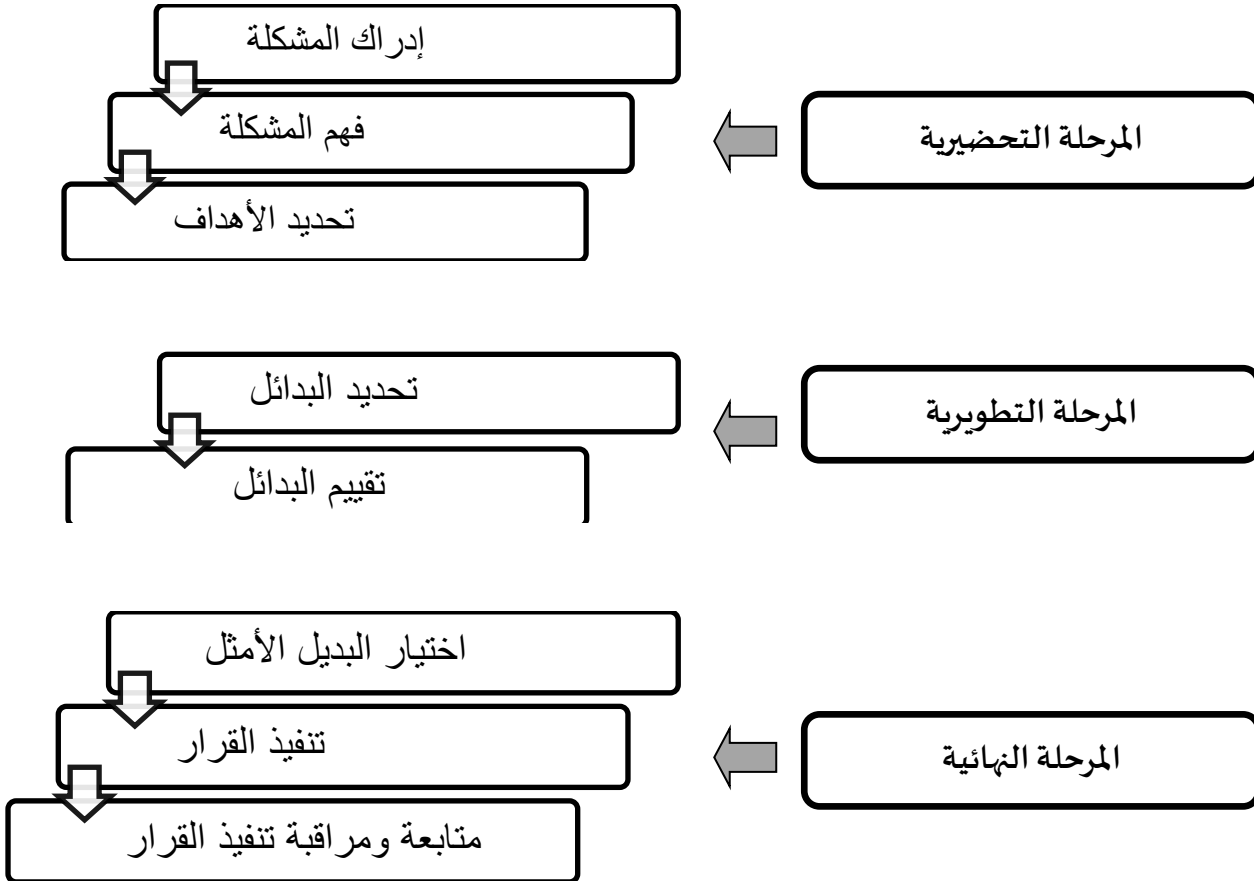 المرحلة التحضيرية
إدراك المشكلة
فهم المشكلة
تحديد الأهداف
المرحلة التطويرية
تحديد البدائل
تقييم البدائل
المرحلة النهائية
اختيار البديل الأمثل
تنفيذ القرار
متابعة ومراقبة تنفيذ القرار